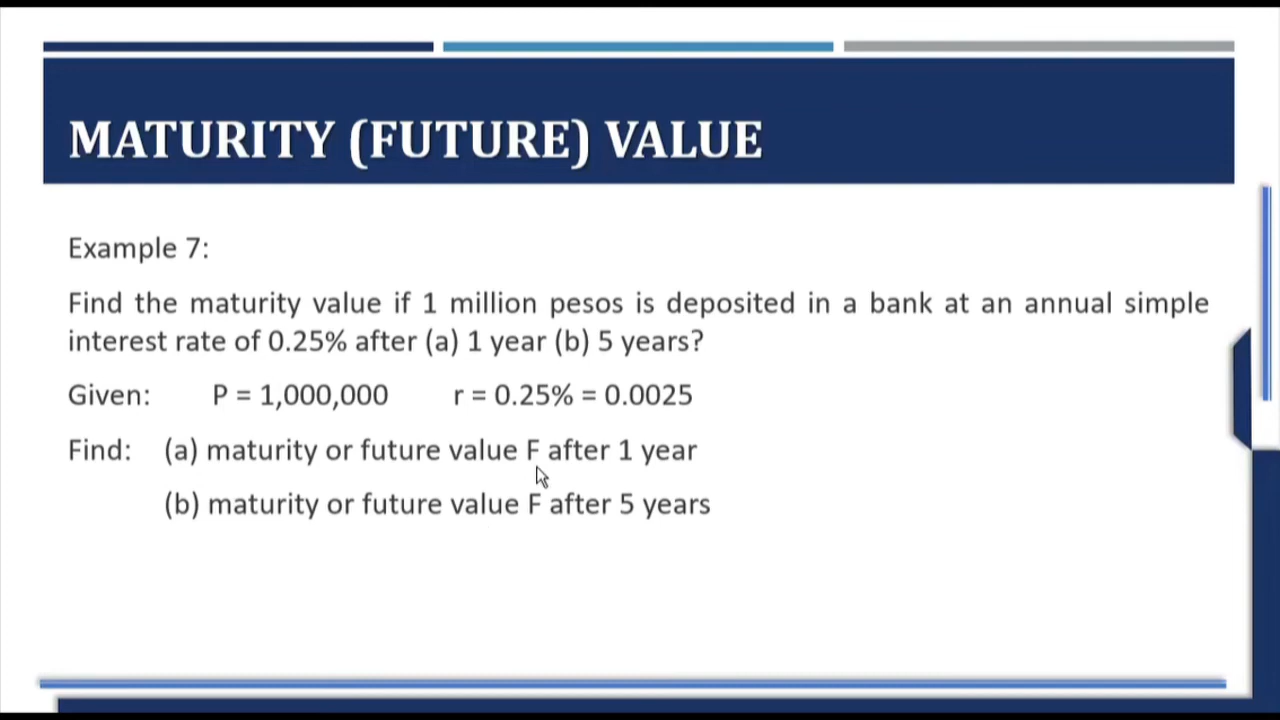 MATURITY (FUTURE) VALUE
Example 7:
Find the maturity value if 1 million pesos is deposited in a bank at an annual simple
interest rate of 0.25% after (a) 1 year (b) 5 years?
Given: P = 1,000,000 r = 0.25% = 0.0025
Find: (a) maturity or future value F after 1 year
(b) maturity or future value F after 5 years